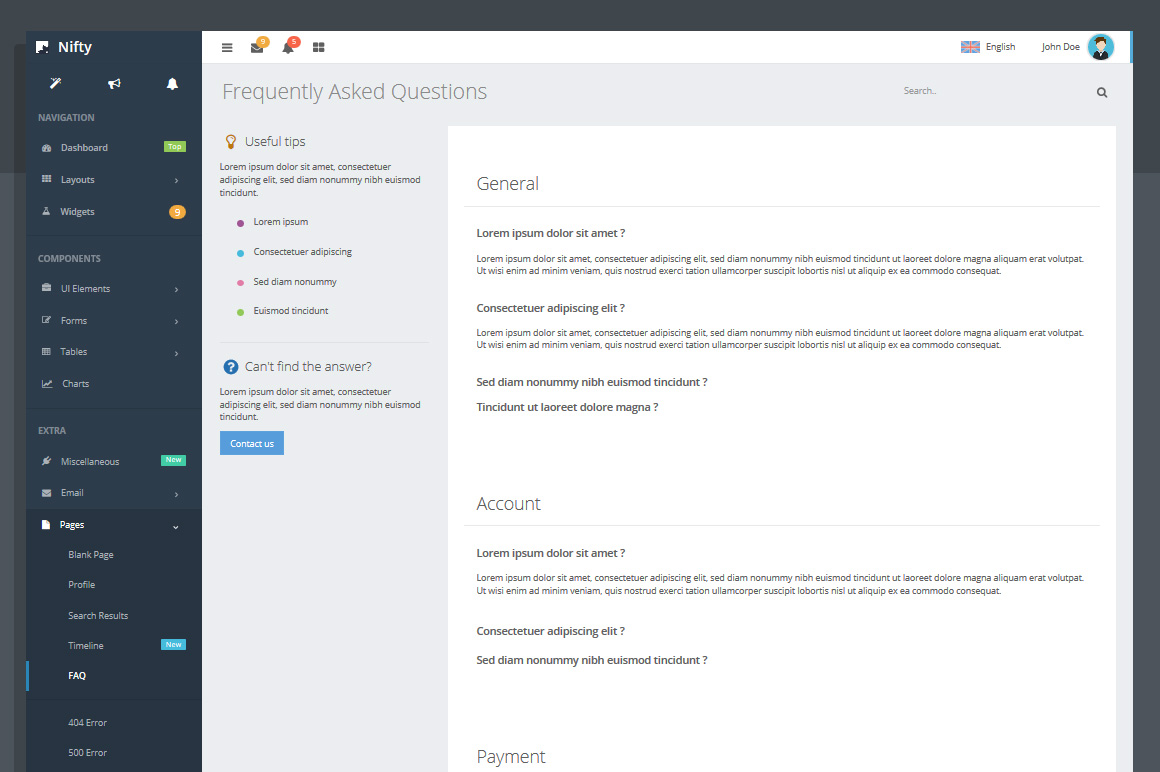 Nifty
9
5
English
John Doe
NAVIGATION
Dashboard
Top
Layouts
Widgets
9
COMPONENTS
UI Elements
Forms
Tables
Charts
EXTRA
Miscellaneous
New
Email
Pages
Blank Page
Profile
Search Results
Timeline
New
FAQ
404 Error
500 Error
Frequently Asked Questions
Search..
Useful tips
Lorem ipsum dolor sit amet, consectetuer
adipiscing elit, sed diam nonummy nibh euismod
tincidunt.
Lorem ipsum
Consectetuer adipiscing
Sed diam nonummy
Euismod tincidunt
Can't find the answer?
Lorem ipsum dolor sit amet, consectetuer
adipiscing elit, sed diam nonummy nibh euismod
tincidunt.
Contact us
General
Lorem ipsum dolor sit amet ?
Lorem ipsum dolor sit amet, consectetuer adipiscing elit, sed diam nonummy nibh euismod tincidunt ut laoreet dolore magna aliquam erat volutpat.
Ut wisi enim ad minim veniam, quis nostrud exerci tation ullamcorper suscipit lobortis nisl ut aliquip ex ea commodo consequat.
Consectetuer adipiscing elit ?
Lorem ipsum dolor sit amet, consectetuer adipiscing elit, sed diam nonummy nibh euismod tincidunt ut laoreet dolore magna aliquam erat volutpat.
Ut wisi enim ad minim veniam, quis nostrud exerci tation ullamcorper suscipit lobortis nisl ut aliquip ex ea commodo consequat.
Sed diam nonummy nibh euismod tincidunt ?
Tincidunt ut laoreet dolore magna ?
Account
Lorem ipsum dolor sit amet ?
Lorem ipsum dolor sit amet, consectetuer adipiscing elit, sed diam nonummy nibh euismod tincidunt ut laoreet dolore magna aliquam erat volutpat.
Ut wisi enim ad minim veniam, quis nostrud exerci tation ullamcorper suscipit lobortis nisl ut aliquip ex ea commodo consequat.
Consectetuer adipiscing elit ?
Sed diam nonummy nibh euismod tincidunt ?
Payment